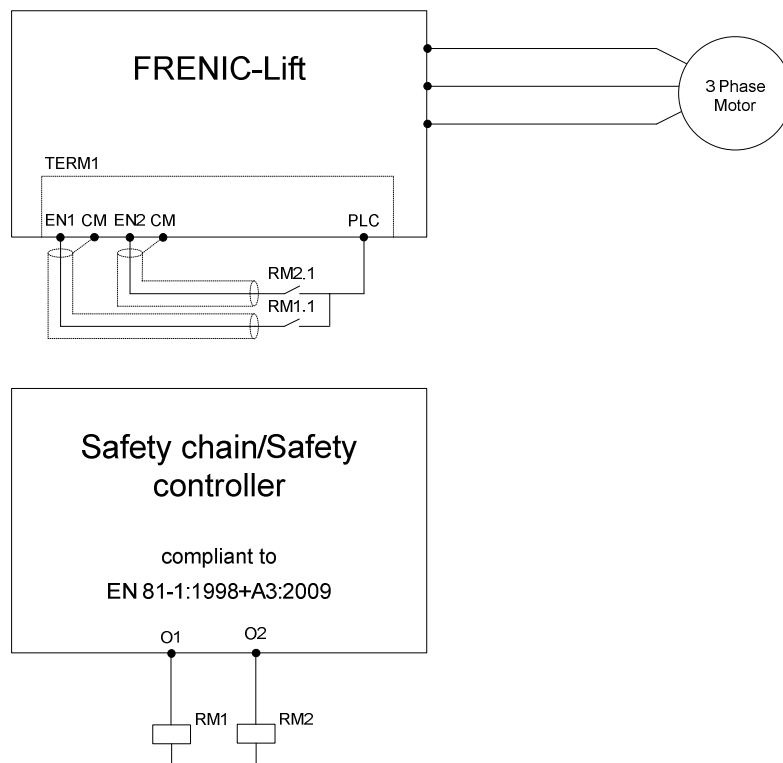 FRENIC-Lift
3 Phase
Motor
TERM1
EN1 CM EN2 CM PLC
RM2.1
RM1.1
Safety chain/Safety
controller
compliant to
EN 81-1:1998+A3:2009
O1 O2
RM1 RM2